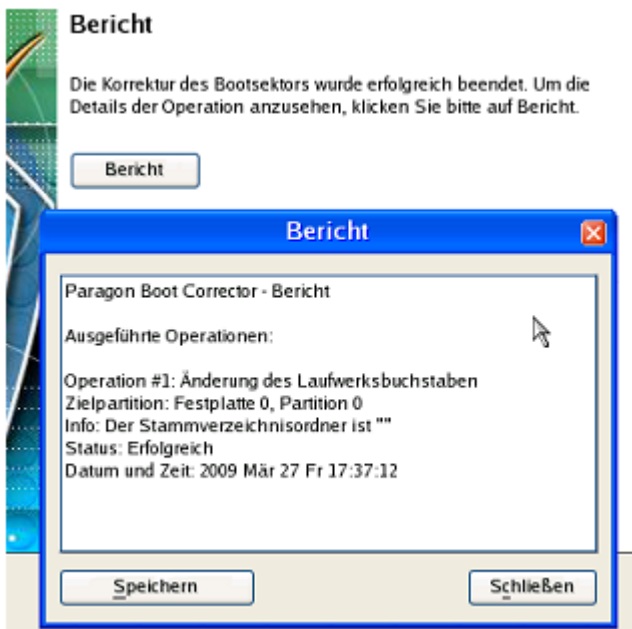 Bericht
Die Korrektur des Bootsektors wurde erfolgreich beendet. Um die
Details der Operation anzusehen, klicken Sie bitte auf Bericht.
Bericht
Bericht
Paragon Boot Corrector - Bericht
Ausgeführte Operationen:
Operation #1: Änderung des Laufwerksbuchstaben
Zielpartition: Festplatte 0, Partition 0
Info: Der Stammverzeichnisordner ist ""
Status: Erfolgreich
Datum und Zeit: 2009 Mär 27 Fr 17:37:12
Speichern
Schließen